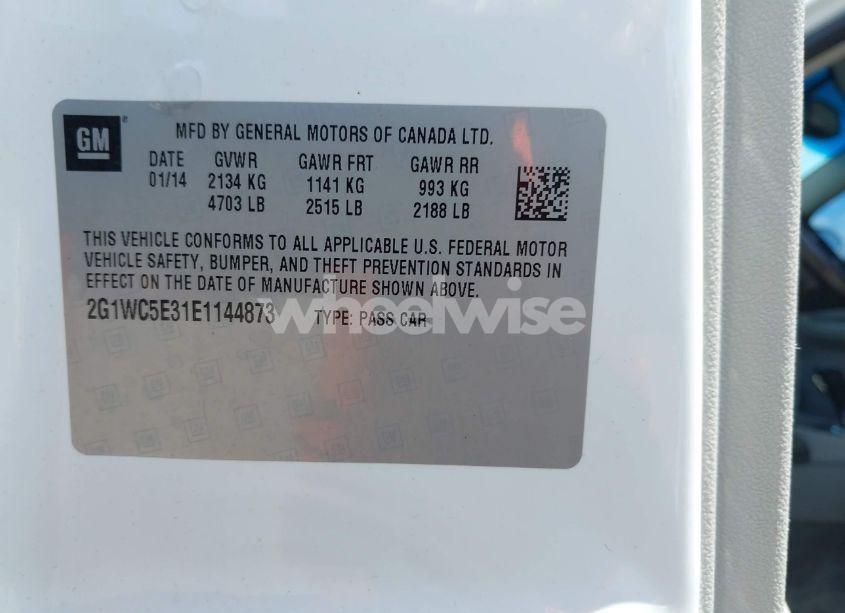 GM
MFD BY GENERAL MOTORS OF CANADA LTD.
DATE GVWR GAWR FRT GAWR RR
01/14 2134 KG 1141 KG 993 KG
4703 LB 2515 LB 2188 LB
THIS VEHICLE CONFORMS TO ALL APPLICABLE U.S. FEDERAL MOTOR
VEHICLE SAFETY, BUMPER, AND THEFT PREVENTION STANDARDS IN
EFFECT ON THE DATE OF MANUFACTURE SHOWN ABOVE.
2G1WC5E31E1144873 TYPE: PASS CAR
wheelwise